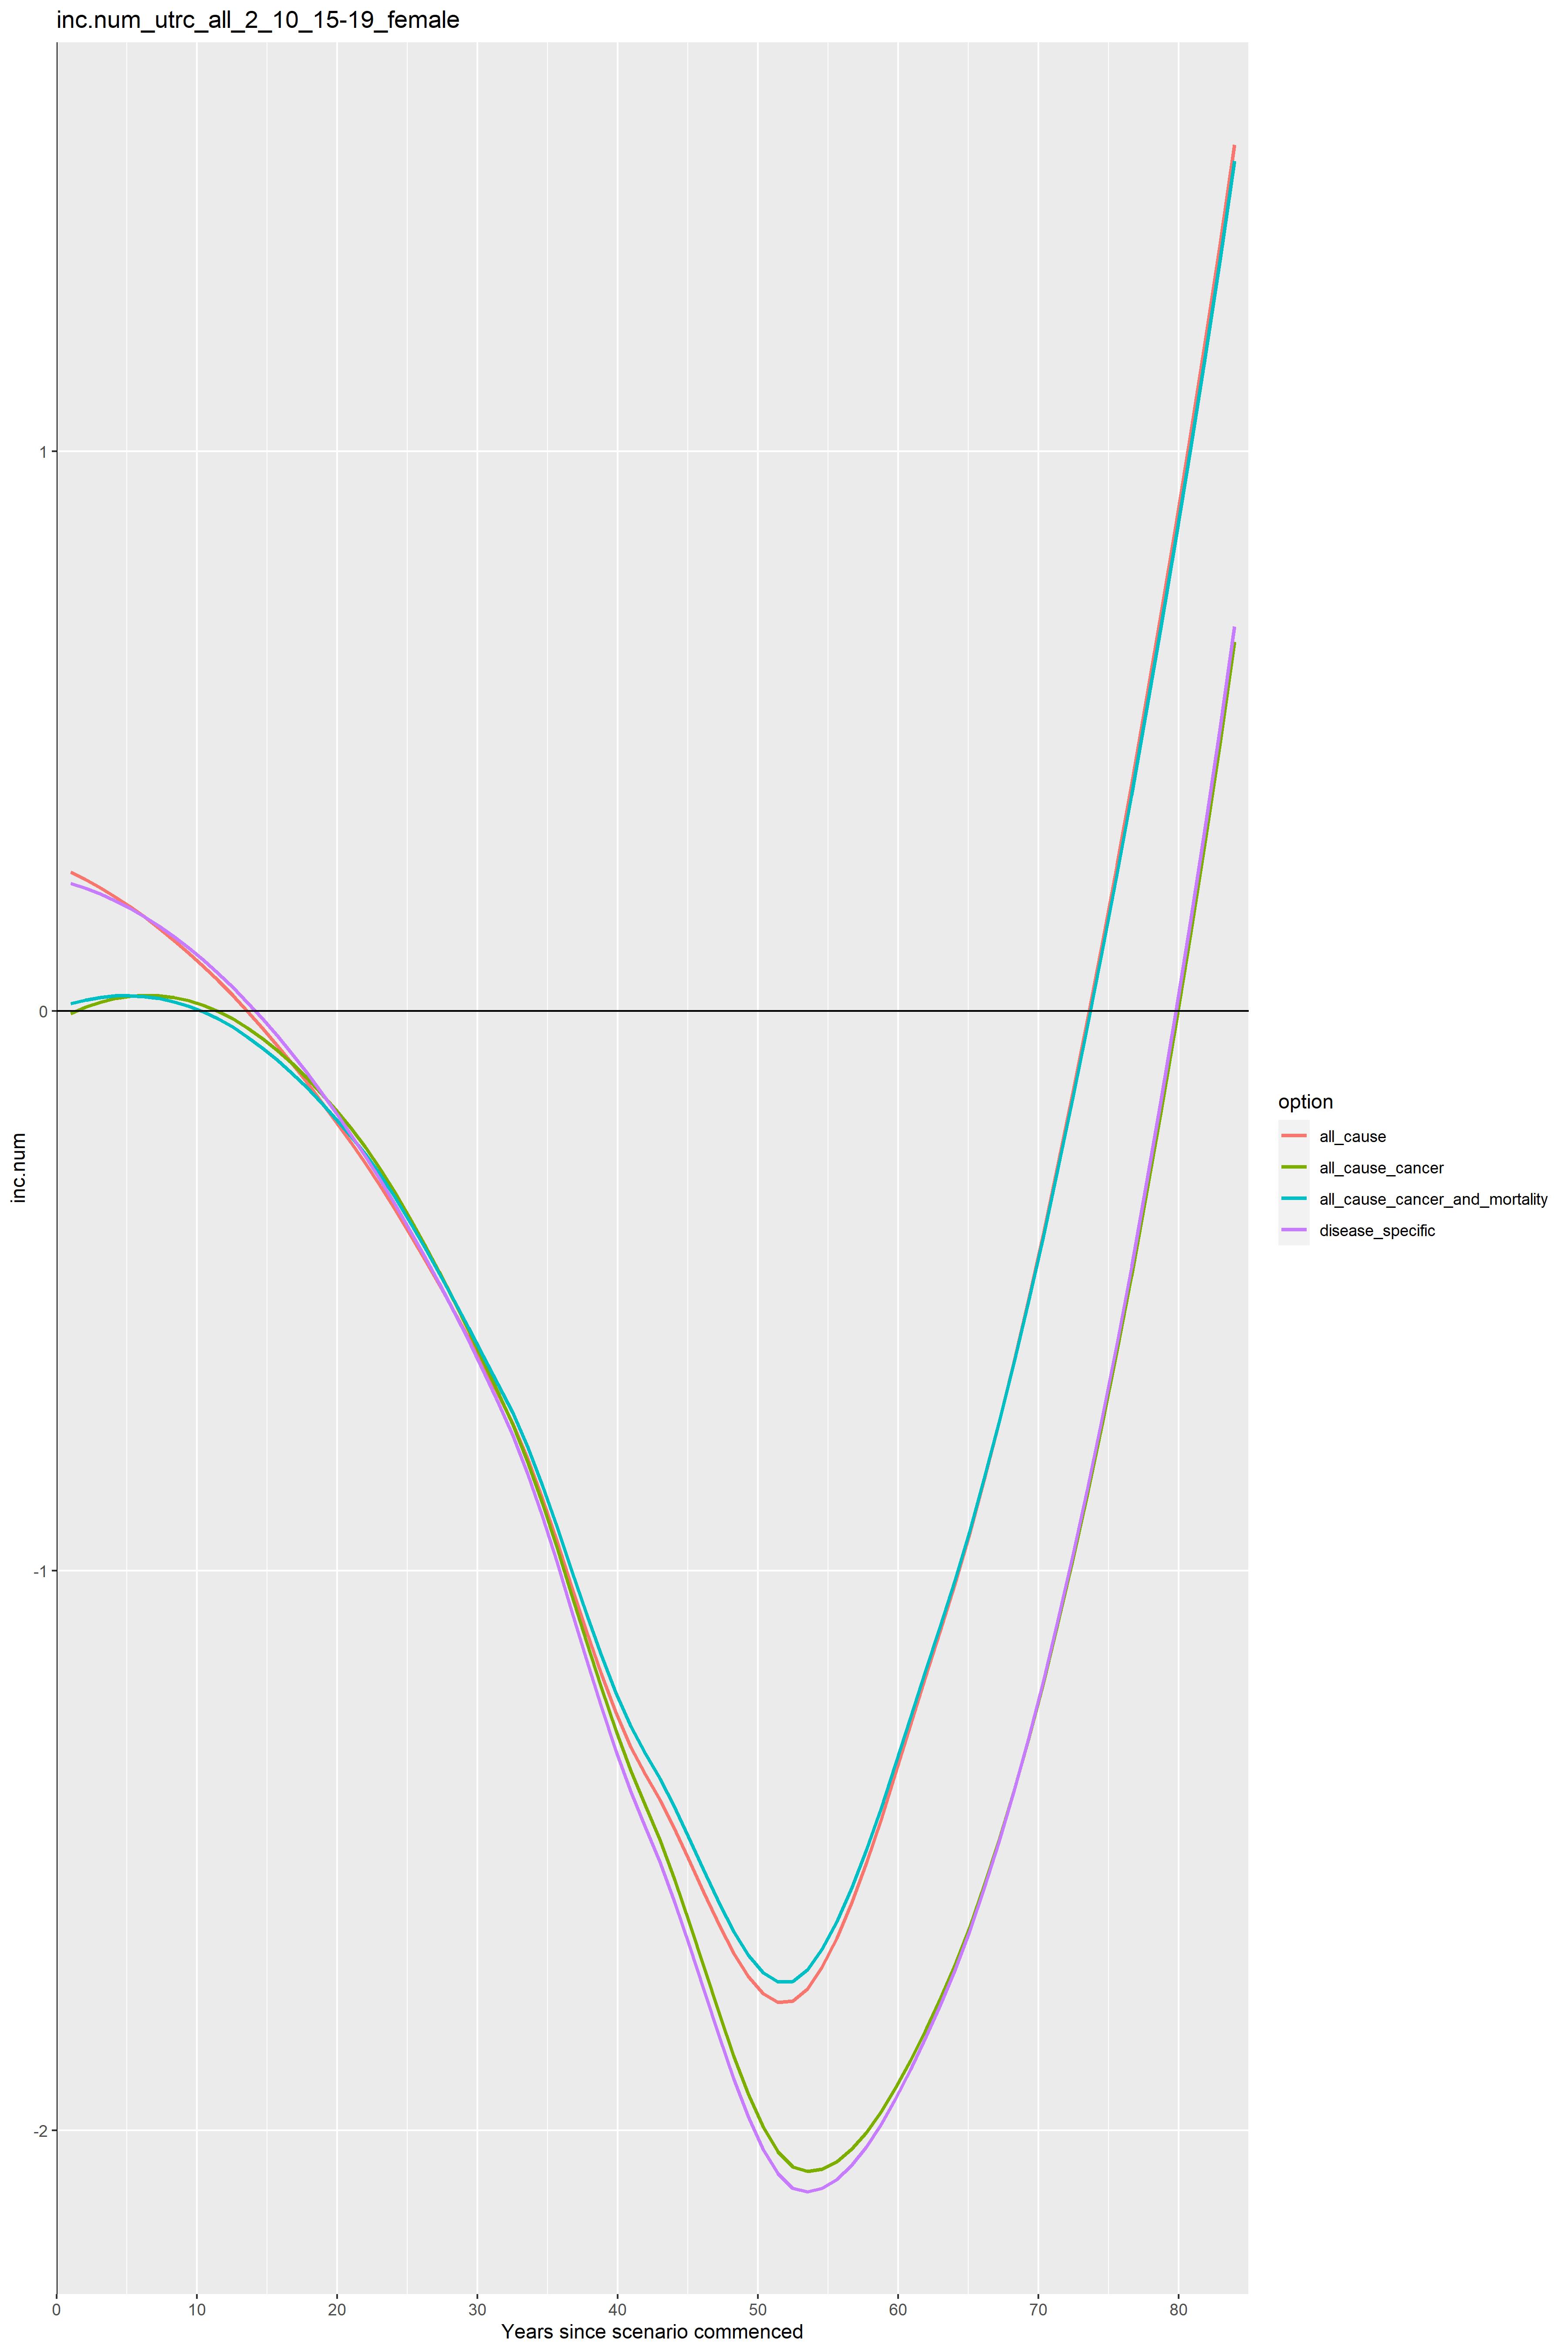 inc.num_utrc_all_2_10_15-19_female
inc.num
1
0
-1
-2
0 10 20 30 40 50 60 70 80
Years since scenario commenced
option
all_cause
all_cause_cancer
all_cause_cancer_and_mortality
disease_specific